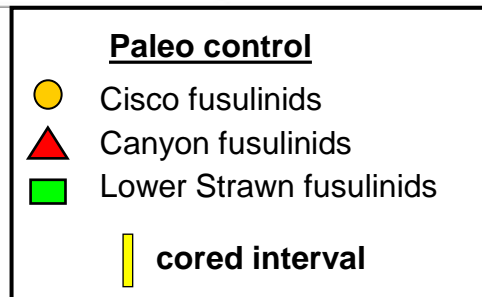 Paleo control
Cisco fusulinids
Canyon fusulinids
Lower Strawn fusulinids
cored interval